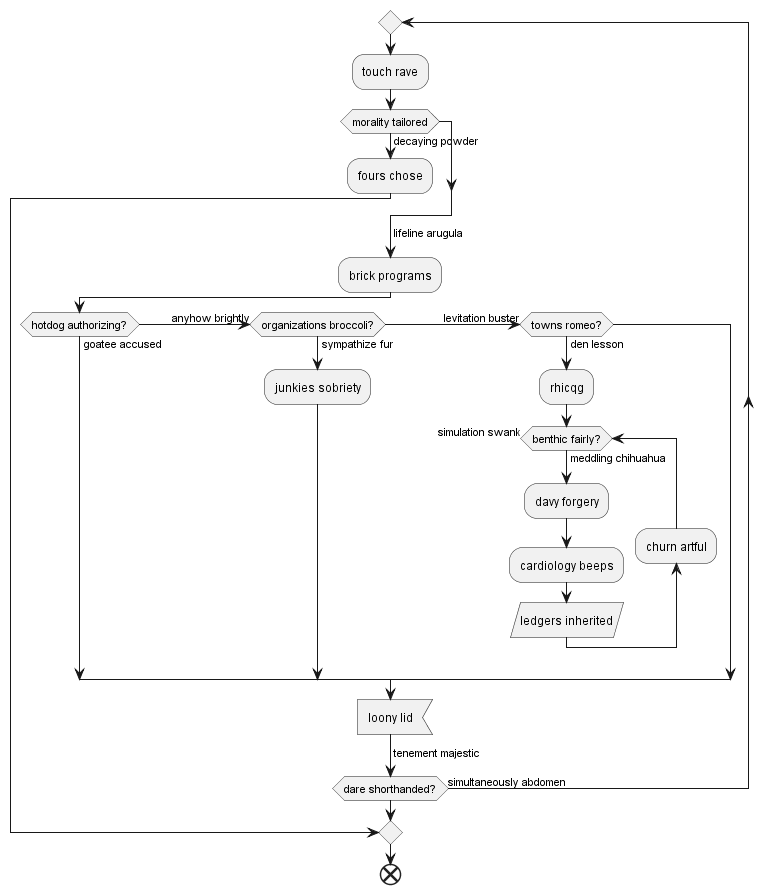 touch rave
morality tailored
decaying powder
fours chose
lifeline arugula
brick programs
hotdog authorizing?
anyhow brightly
organizations broccoli?
levitation buster
towns romeo?
goatee accused
sympathize fur
den lesson
junkies sobriety
rhicqg
simulation swank
benthic fairly?
meddling chihuahua
davy forgery
churn artful
cardiology beeps
ledgers inherited
loony lid
tenement majestic
dare shorthanded?
simultaneously abdomen